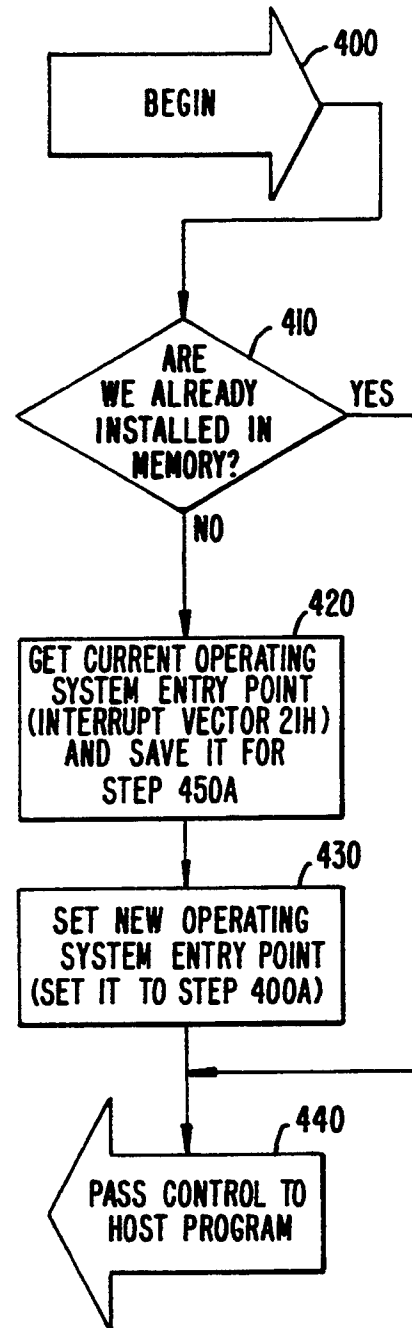 400
BEGIN
410
ARE
WE ALREADY
INSTALLED IN
MEMORY?
YES
NO
420
GET CURRENT OPERATING
SYSTEM ENTRY POINT
(INTERRUPT VECTOR 21H)
AND SAVE IT FOR
STEP 450A
430
SET NEW OPERATING
SYSTEM ENTRY POINT
(SET IT TO STEP 400A)
440
PASS CONTROL TO
HOST PROGRAM